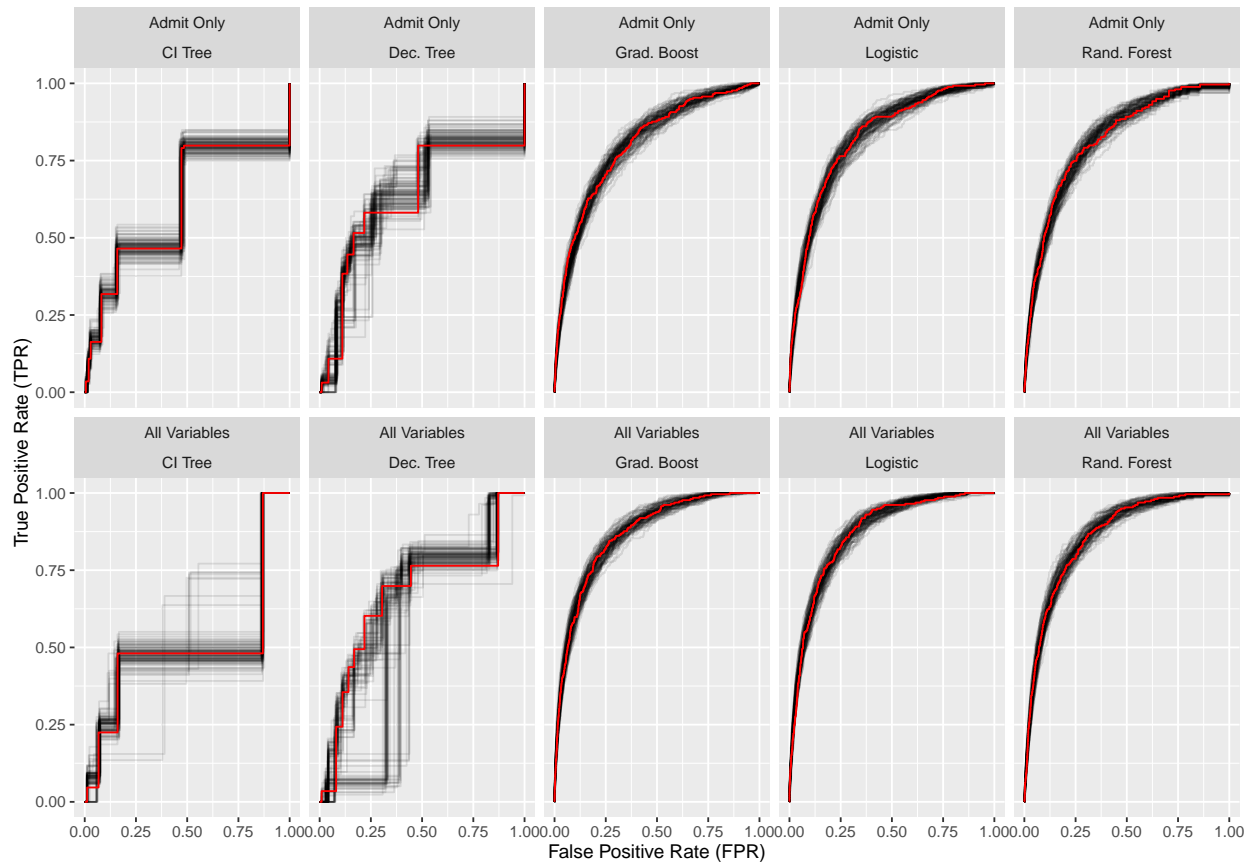 Admit Only
CI Tree
Admit Only
Dec. Tree
Admit Only
Grad. Boost
Admit Only
Logistic
Admit Only
Rand. Forest
1.00
0.75
0.50
0.25
0.00
All Variables
CI Tree
All Variables
Dec. Tree
All Variables
Grad. Boost
All Variables
Logistic
All Variables
Rand. Forest
1.00
0.75
0.50
0.25
0.00
True Positive Rate (TPR)
0.00 0.25 0.50 0.75 1.00
0.00 0.25 0.50 0.75 1.00
0.00 0.25 0.50 0.75 1.00
0.00 0.25 0.50 0.75 1.00
0.00 0.25 0.50 0.75 1.00
False Positive Rate (FPR)